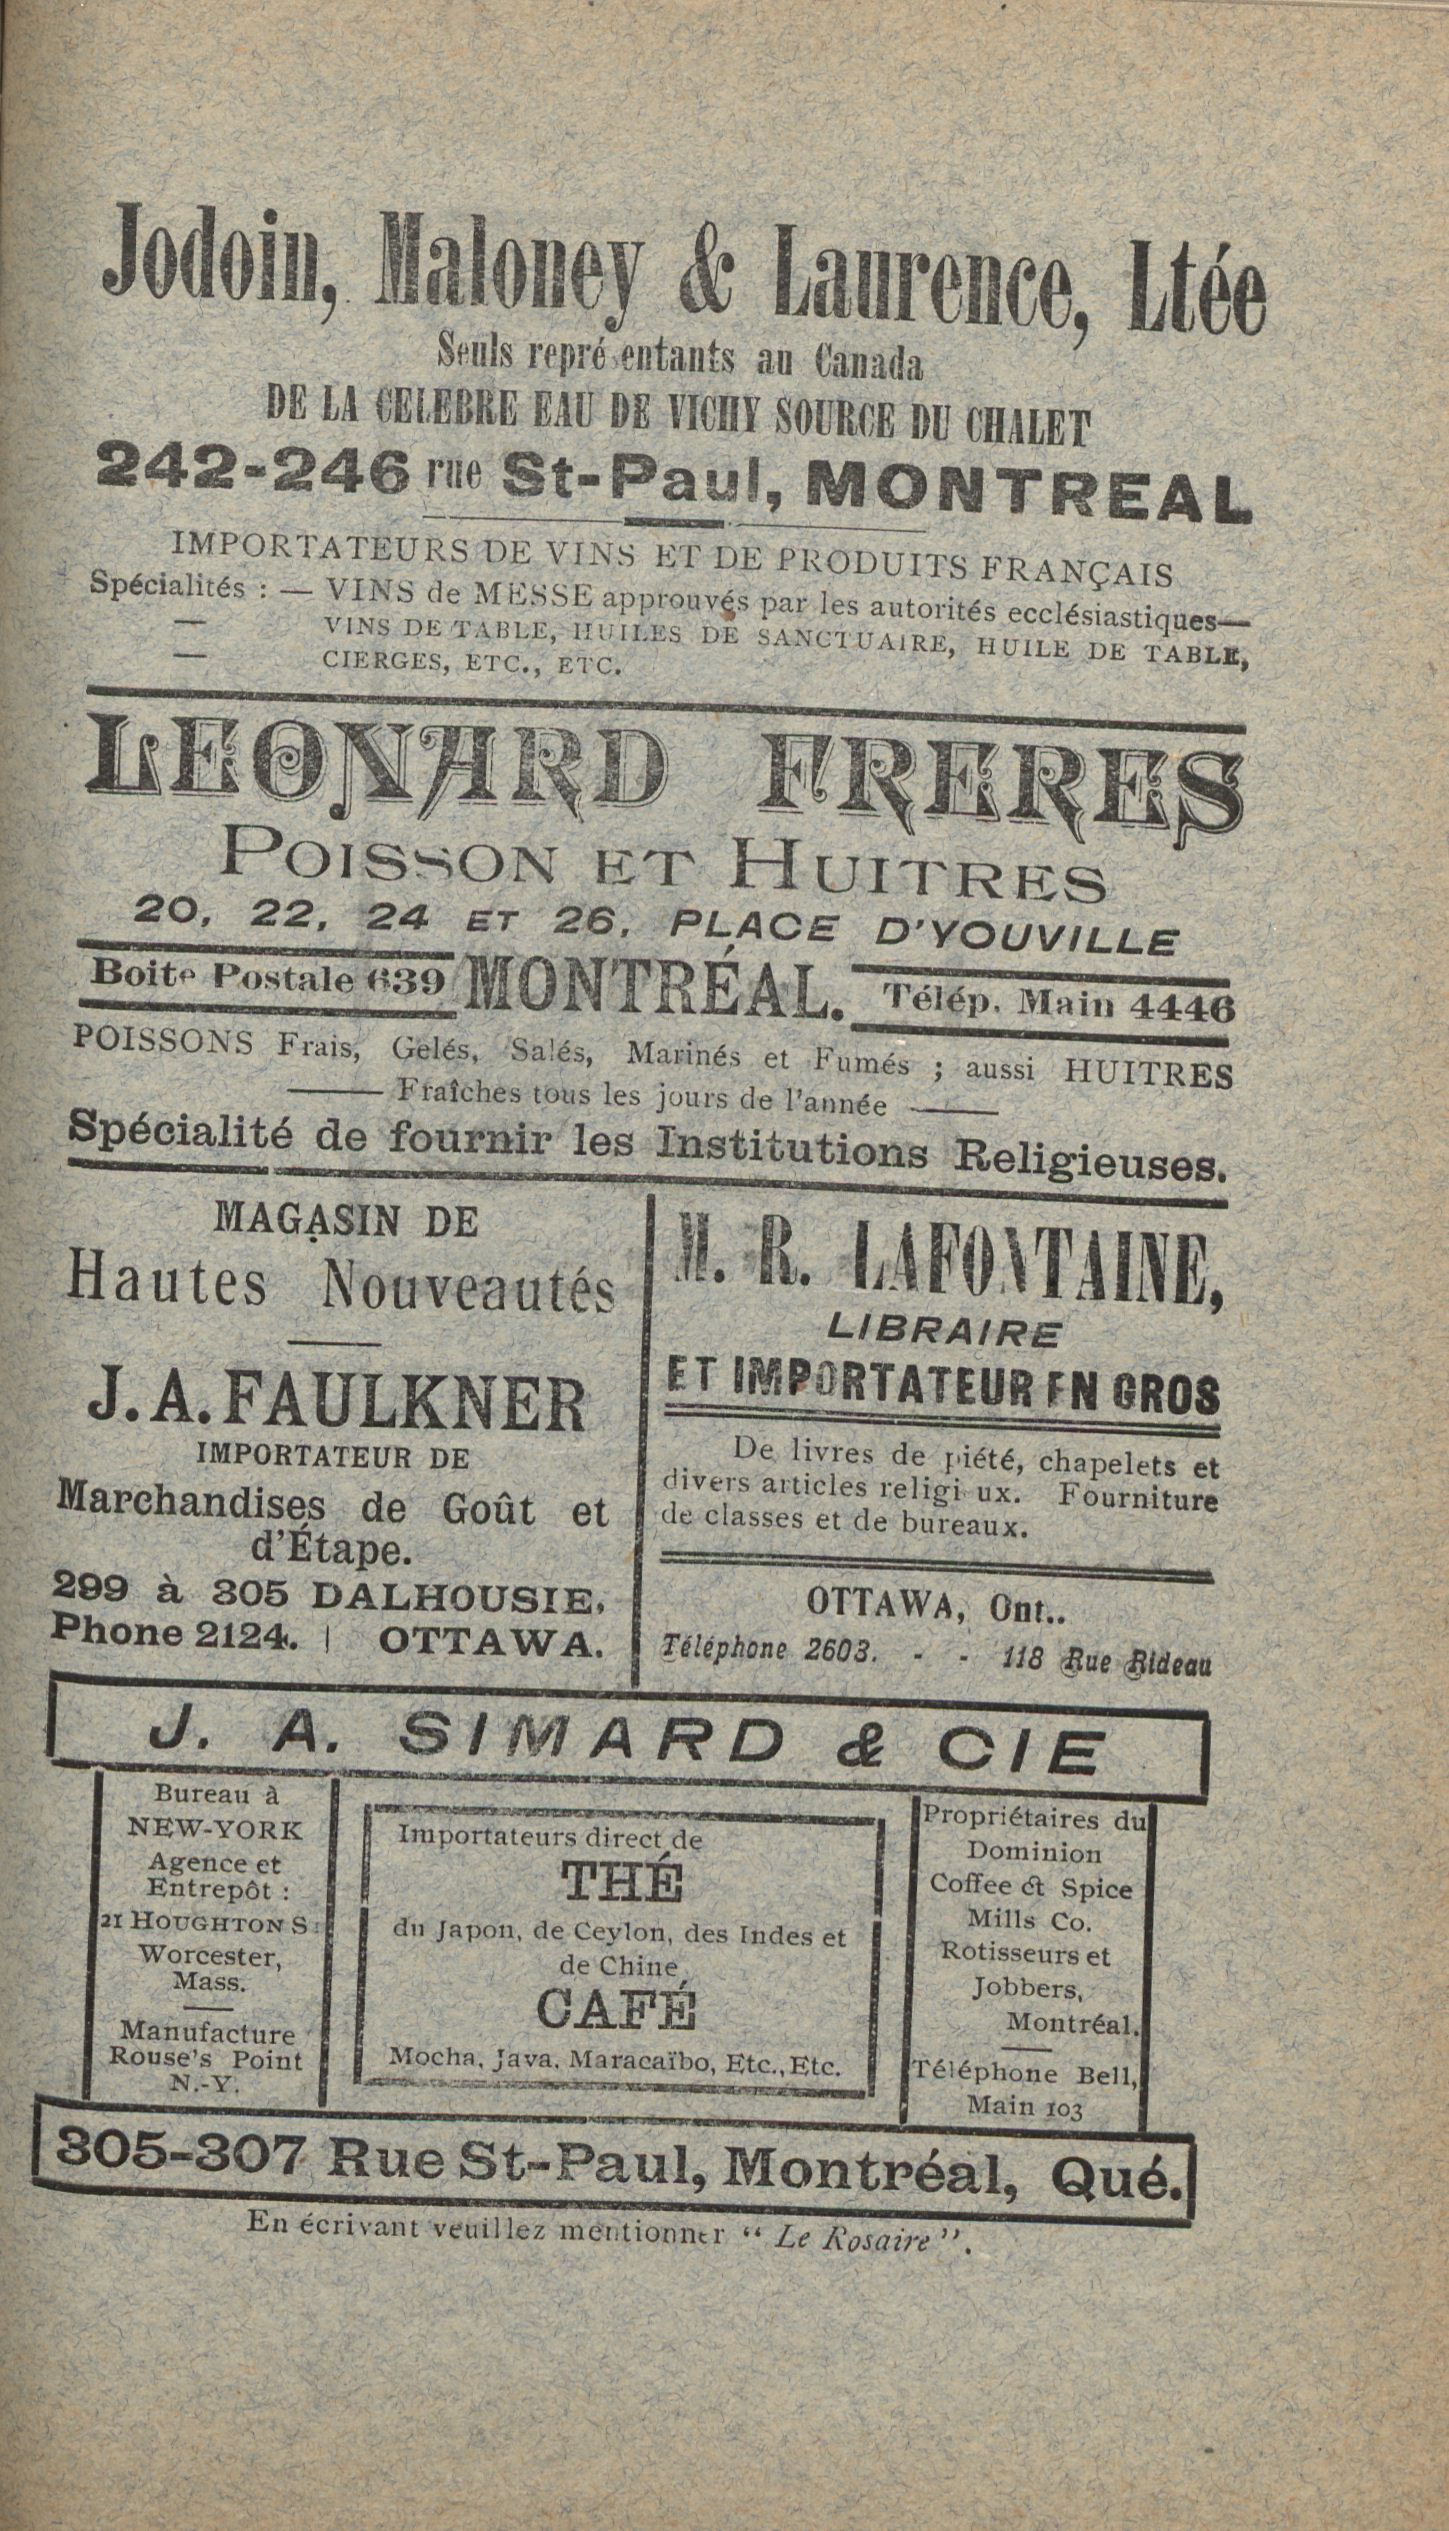 Jodoin, Maloney & Laurence, Ltée
Seuls repré entants au Canada
DE LA CELEBRE EAU DE VICHY SOURCE DU CHALET
242-246 rue St-Paul, MONTREAL
IMPORTATEURS DE VINS ET DE PRODUITS FRANÇAIS
Spécialités : — VINS de MESSE approuvés par les autorités ecclésiastiques—
— VINS DE TABLE, HUILES DE SANCTUAIRE, HUILE DE TABLE,
— CIERGES, ETC., ETC.
LEONARD FRERES
POISSON ET HUITRES
20, 22, 24 ET 26, PLACE D'YOUVILLE
Boite Postale 639 MONTRÉAL. Télép. Main 4446
POISSONS Frais, Gelés, Salés, Marinés et Fumés ; aussi HUITRES
—— Fraîches tous les jours de l'année ——
Spécialité de fournir les Institutions Religieuses.
MAGASIN DE
Hautes Nouveautés
J. A. FAULKNER
IMPORTATEUR DE
Marchandises de Goût et
d'Étape.
299 à 305 DALHOUSIE,
Phone 2124. | OTTAWA.
M. R. LAFONTAINE,
LIBRAIRE
ET IMPORTATEUR EN GROS
De livres de piété, chapelets et
divers articles religi ux. Fourniture
de classes et de bureaux.
OTTAWA, Ont..
Téléphone 2603. - - 118 Rue Rideau
J. A. SIMARD & CIE
Bureau à
NEW-YORK
Agence et
Entrepôt :
21 HOUGHTON S
Worcester,
Mass.
Manufacture
Rouse's Point
N.-Y.
Importateurs direct de
THÉ
du Japon, de Ceylon, des Indes et
de Chine
CAFÉ
Mocha, Java, Maracaïbo, Etc., Etc.
Propriétaires du
Dominion
Coffee & Spice
Mills Co.
Rotisseurs et
Jobbers,
Montréal.
Téléphone Bell,
Main 103
305-307 Rue St-Paul, Montréal, Qué.
En écrivant veuillez mentionner " Le Rosaire ".